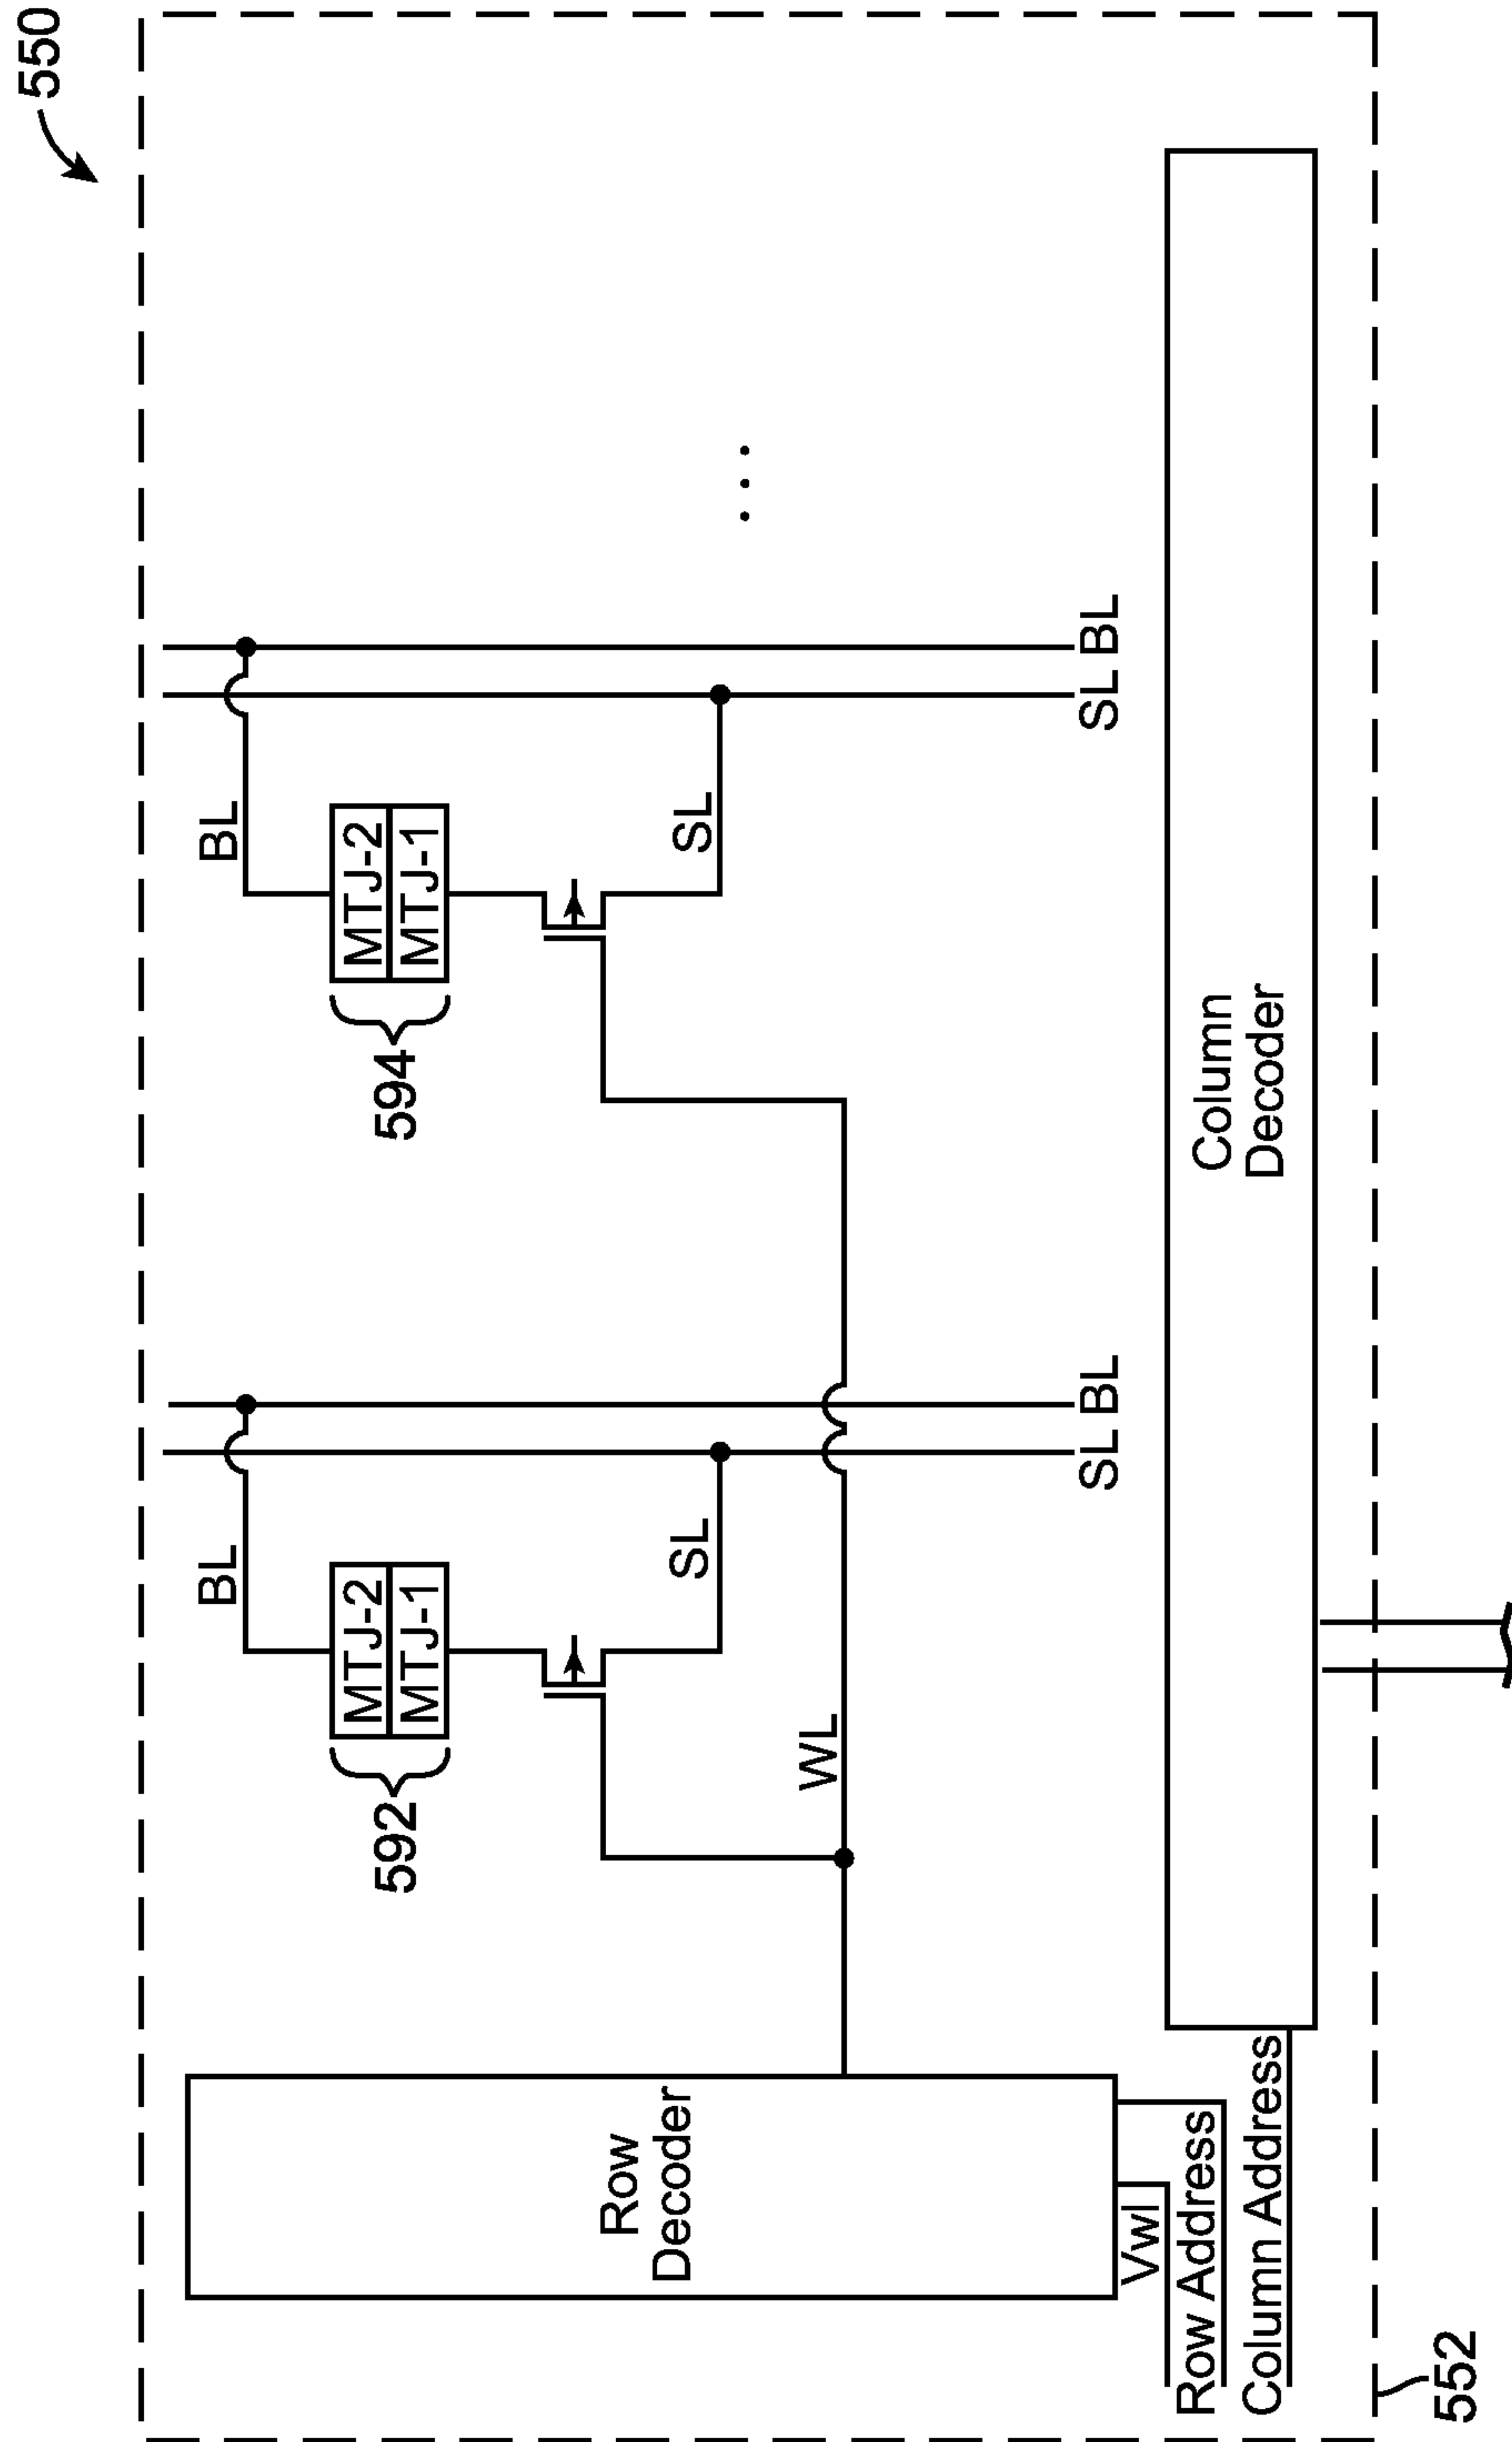 550
BL
MTJ-2
MTJ-1
592
SL
WL
SL
BL
BL
MTJ-2
MTJ-1
594
SL
SL
BL
...
Row
Decoder
Vwl
Row Address
Column Address
Column
Decoder
552